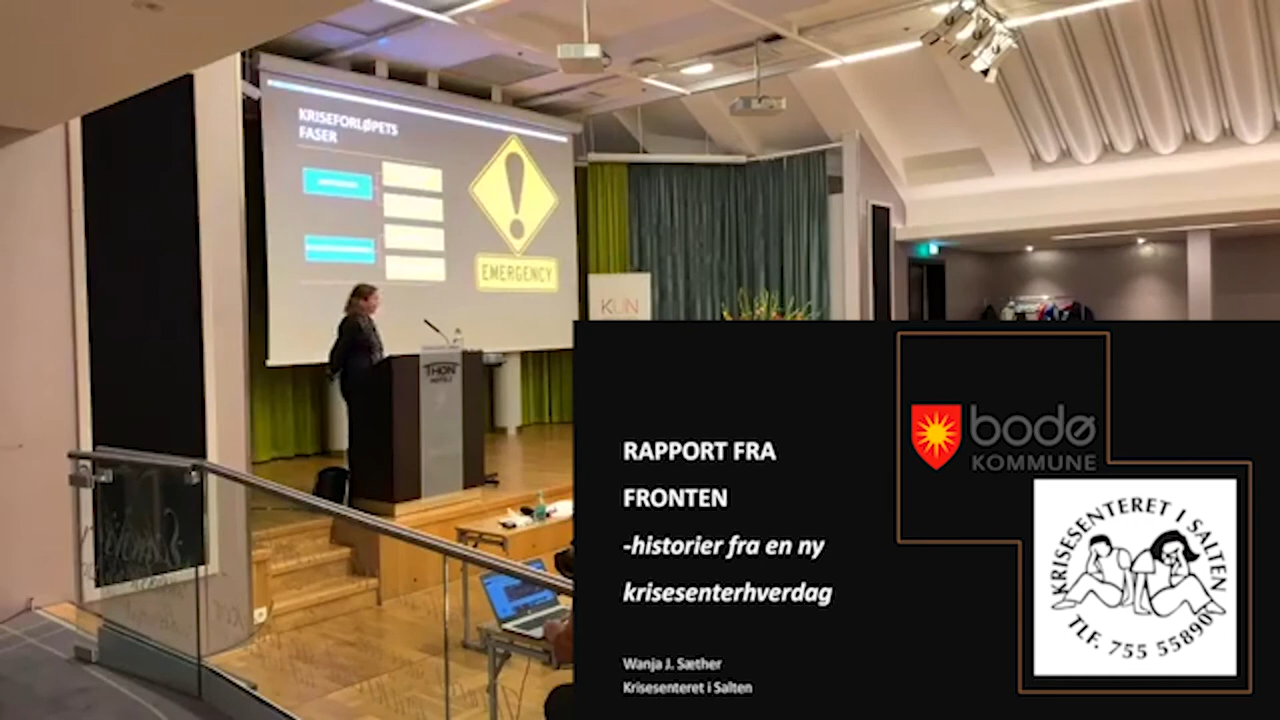 KRISEFORLØPETS
FASER
EMERGENCY
KUN
THON
HOTELS
RAPPORT FRA
FRONTEN
-historier fra en ny
krisesenterhverdag
Wanja J. Sæther
Krisesenteret i Salten
bodø
KOMMUNE
KRISESENTERET I SALTEN
TLF. 755 55890